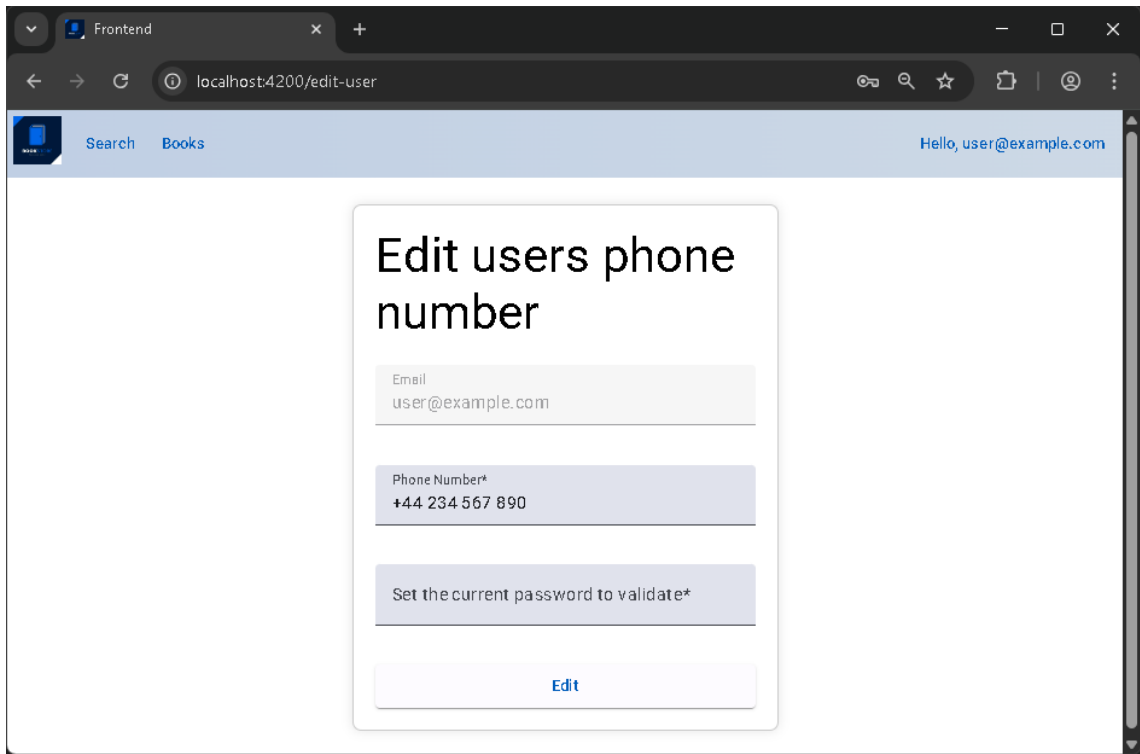 Frontend
localhost:4200/edit-user
Search Books Hello, user@example.com
Edit users phone
number
Email
user@example.com
Phone Number*
+44 234 567 890
Set the current password to validate*
Edit